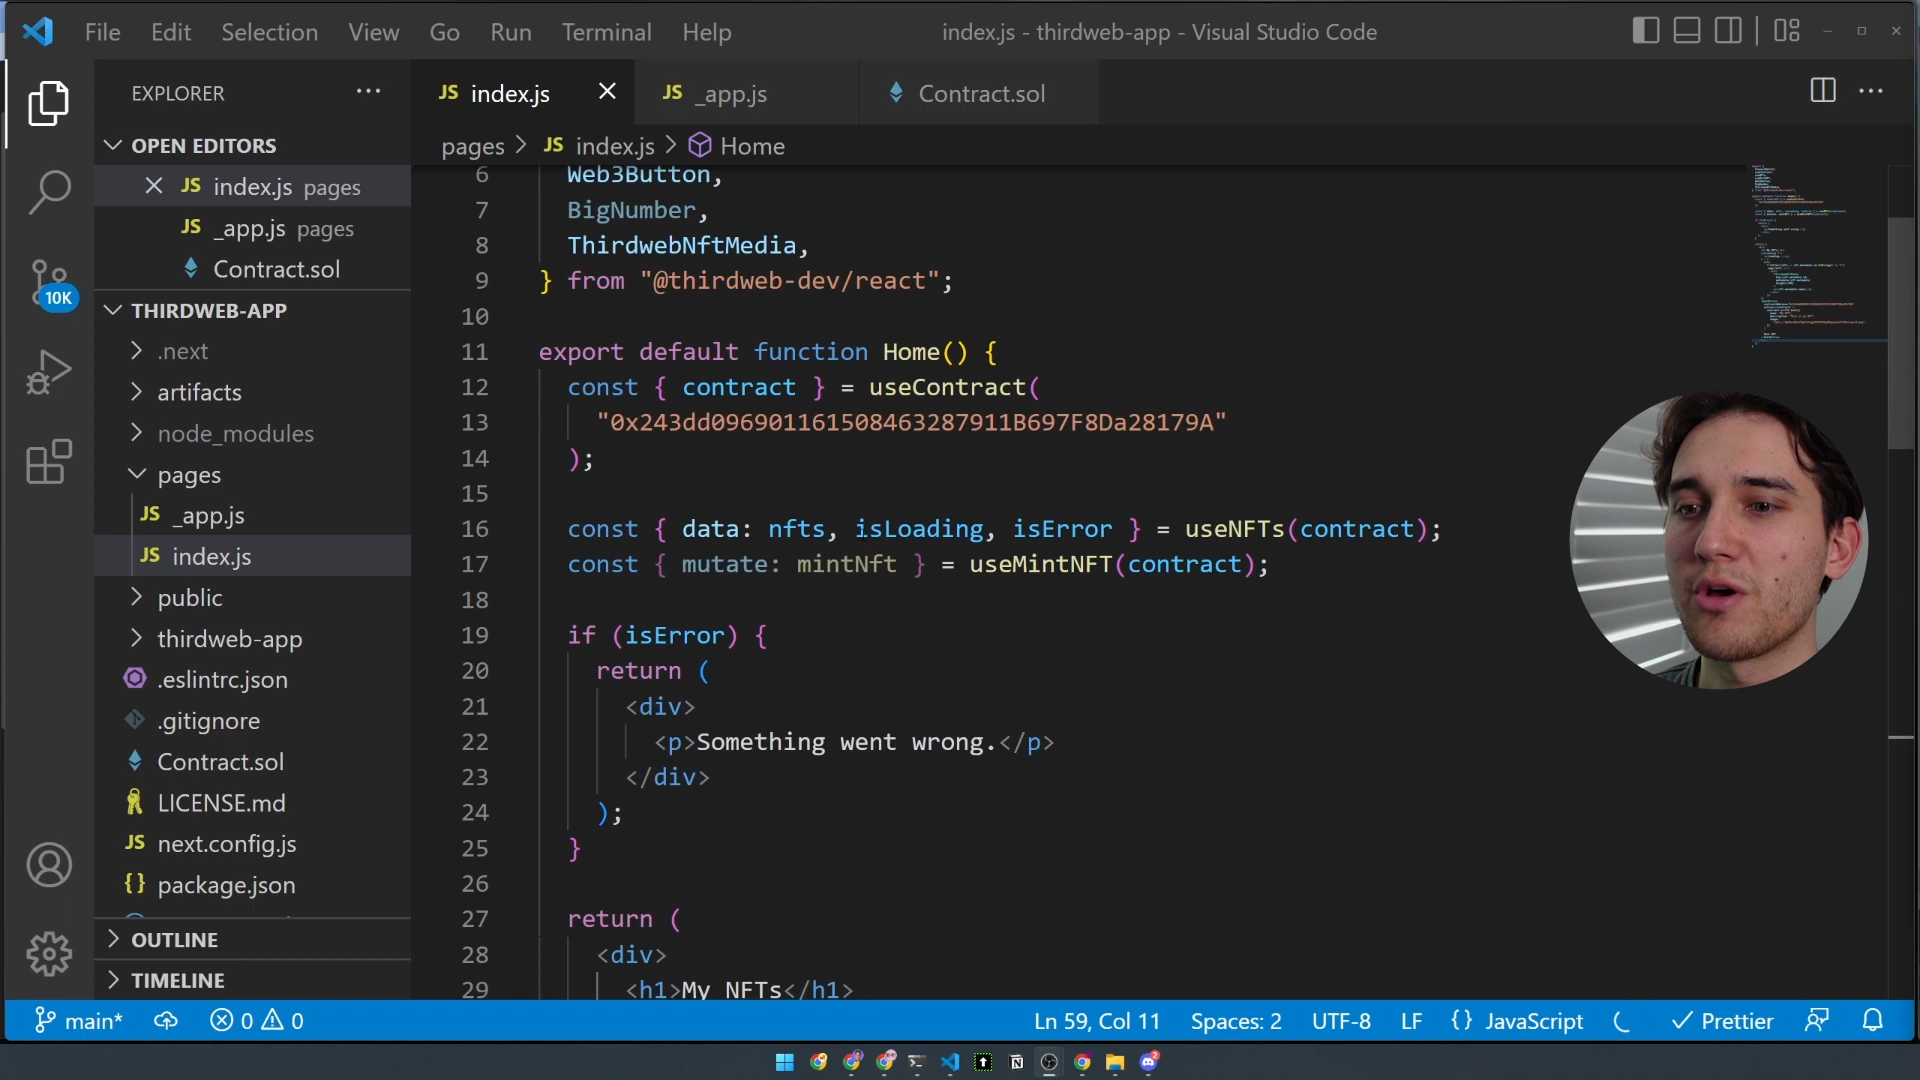 File Edit Selection View Go Run Terminal Help
index.js - thirdweb-app - Visual Studio Code
EXPLORER
OPEN EDITORS
JS index.js pages
JS _app.js pages
Contract.sol
THIRDWEB-APP
.next
artifacts
node_modules
pages
JS _app.js
JS index.js
public
thirdweb-app
.eslintrc.json
.gitignore
Contract.sol
LICENSE.md
JS next.config.js
{} package.json
OUTLINE
TIMELINE
10K
JS index.js
JS _app.js
Contract.sol
pages > JS index.js > Home
6 Web3Button,
7 BigNumber,
8 ThirdwebNftMedia,
9 } from "@thirdweb-dev/react";
10
11 export default function Home() {
12 const { contract } = useContract(
13 "0x243dd096901161508463287911B697F8Da28179A"
14 );
15
16 const { data: nfts, isLoading, isError } = useNFTs(contract);
17 const { mutate: mintNft } = useMintNFT(contract);
18
19 if (isError) {
20 return (
21 <div>
22 <p>Something went wrong.</p>
23 </div>
24 );
25 }
26
27 return (
28 <div>
29 <h1>My NFTs</h1>
main* 0 0
Ln 59, Col 11 Spaces: 2 UTF-8 LF {} JavaScript Prettier